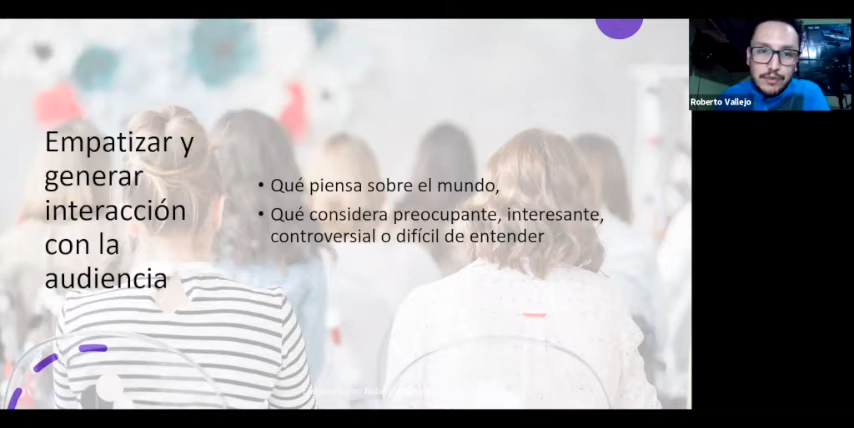 Empatizar y
generar
interacción
con la
audiencia
• Qué piensa sobre el mundo,
• Qué considera preocupante, interesante,
controversial o difícil de entender
Roberto Vallejo